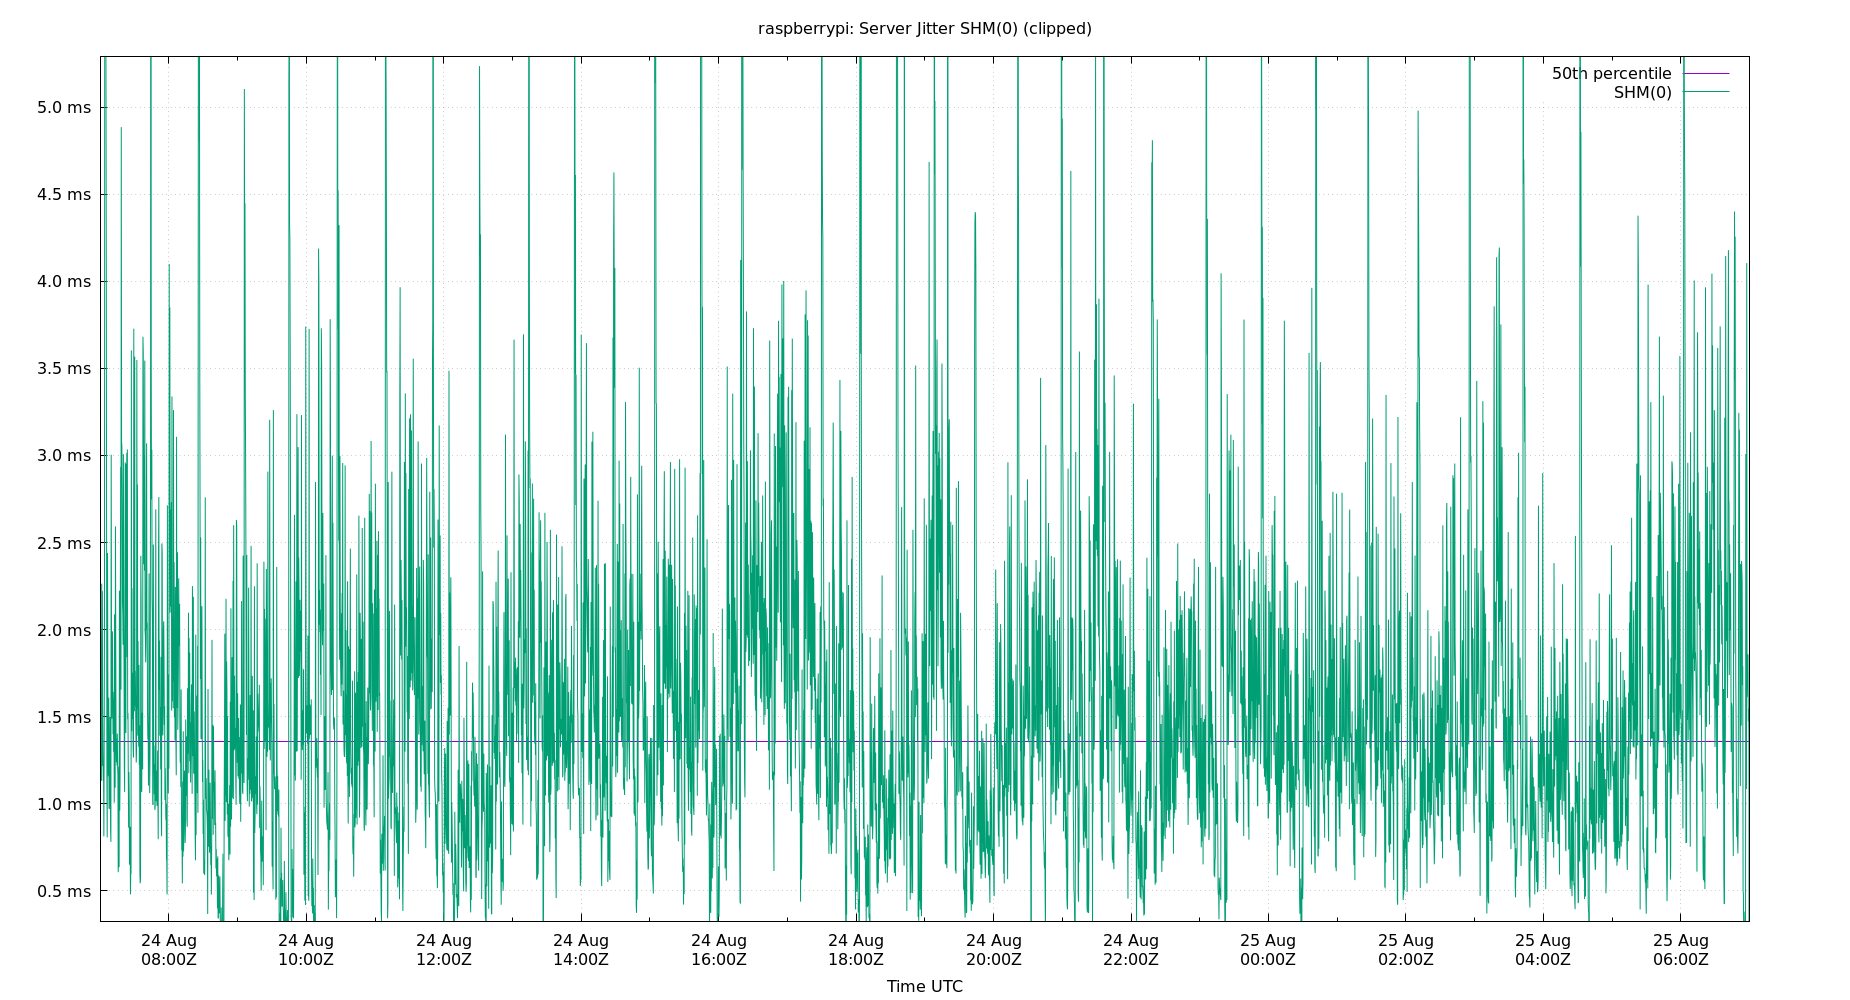 raspberrypi: Server Jitter SHM(0) (clipped)
50th percentile
SHM(0)
5.0 ms
4.5 ms
4.0 ms
3.5 ms
3.0 ms
2.5 ms
2.0 ms
1.5 ms
1.0 ms
0.5 ms
24 Aug 24 Aug 24 Aug 24 Aug 24 Aug 24 Aug 24 Aug 24 Aug 25 Aug 25 Aug 25 Aug 25 Aug
08:00Z 10:00Z 12:00Z 14:00Z 16:00Z 18:00Z 20:00Z 22:00Z 00:00Z 02:00Z 04:00Z 06:00Z
Time UTC